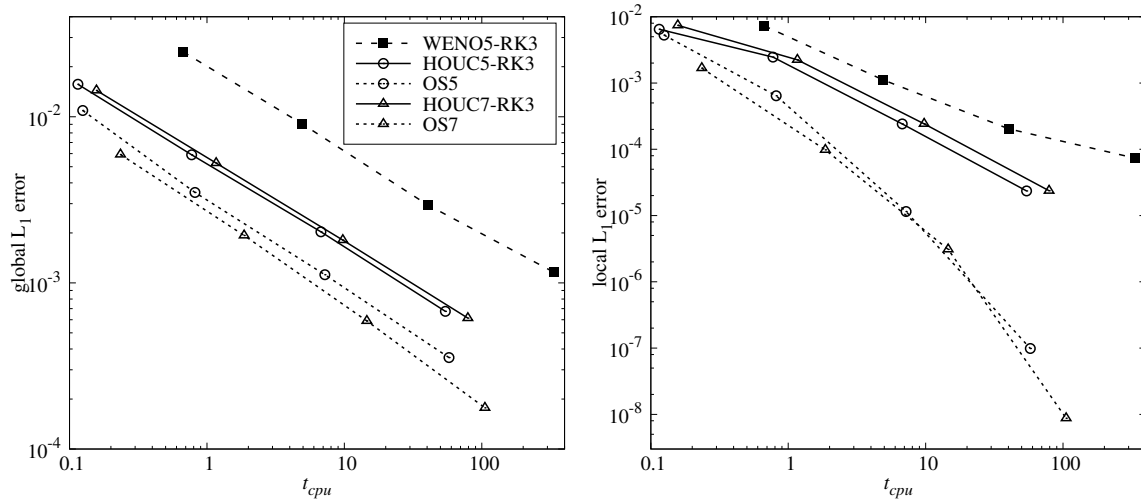 global L₁ error
10⁻²
10⁻³
10⁻⁴
0.1 1 10 100
t_cpu
WENO5-RK3
HOUC5-RK3
OS5
HOUC7-RK3
OS7
local L₁ error
10⁻²
10⁻³
10⁻⁴
10⁻⁵
10⁻⁶
10⁻⁷
10⁻⁸
0.1 1 10 100
t_cpu